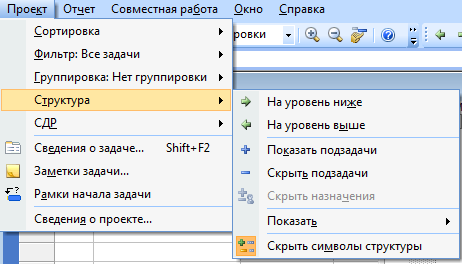 Проект Отчет Совместная работа Окно Справка
ровки
Сортировка
Фильтр: Все задачи
Группировка: Нет группировки
Структура
СДР
Сведения о задаче... Shift+F2
Заметки задачи...
Рамки начала задачи
Сведения о проекте...
На уровень ниже
На уровень выше
Показать подзадачи
Скрыть подзадачи
Скрыть назначения
Показать
Скрыть символы структуры